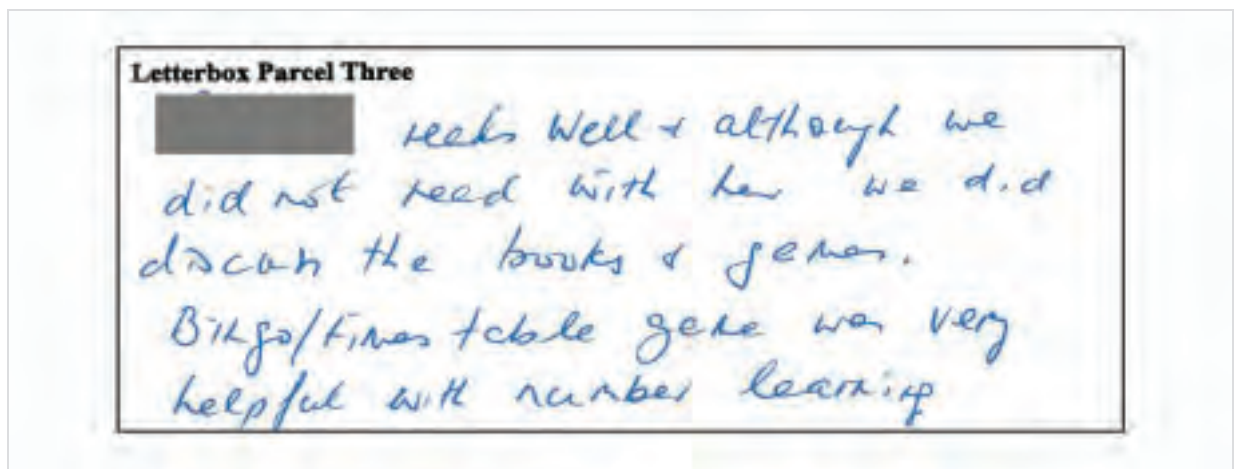 Letterbox Parcel Three
reads well & although we
did not read with her we did
discuss the books & games.
Bingo/times table game was very
helpful with number learning